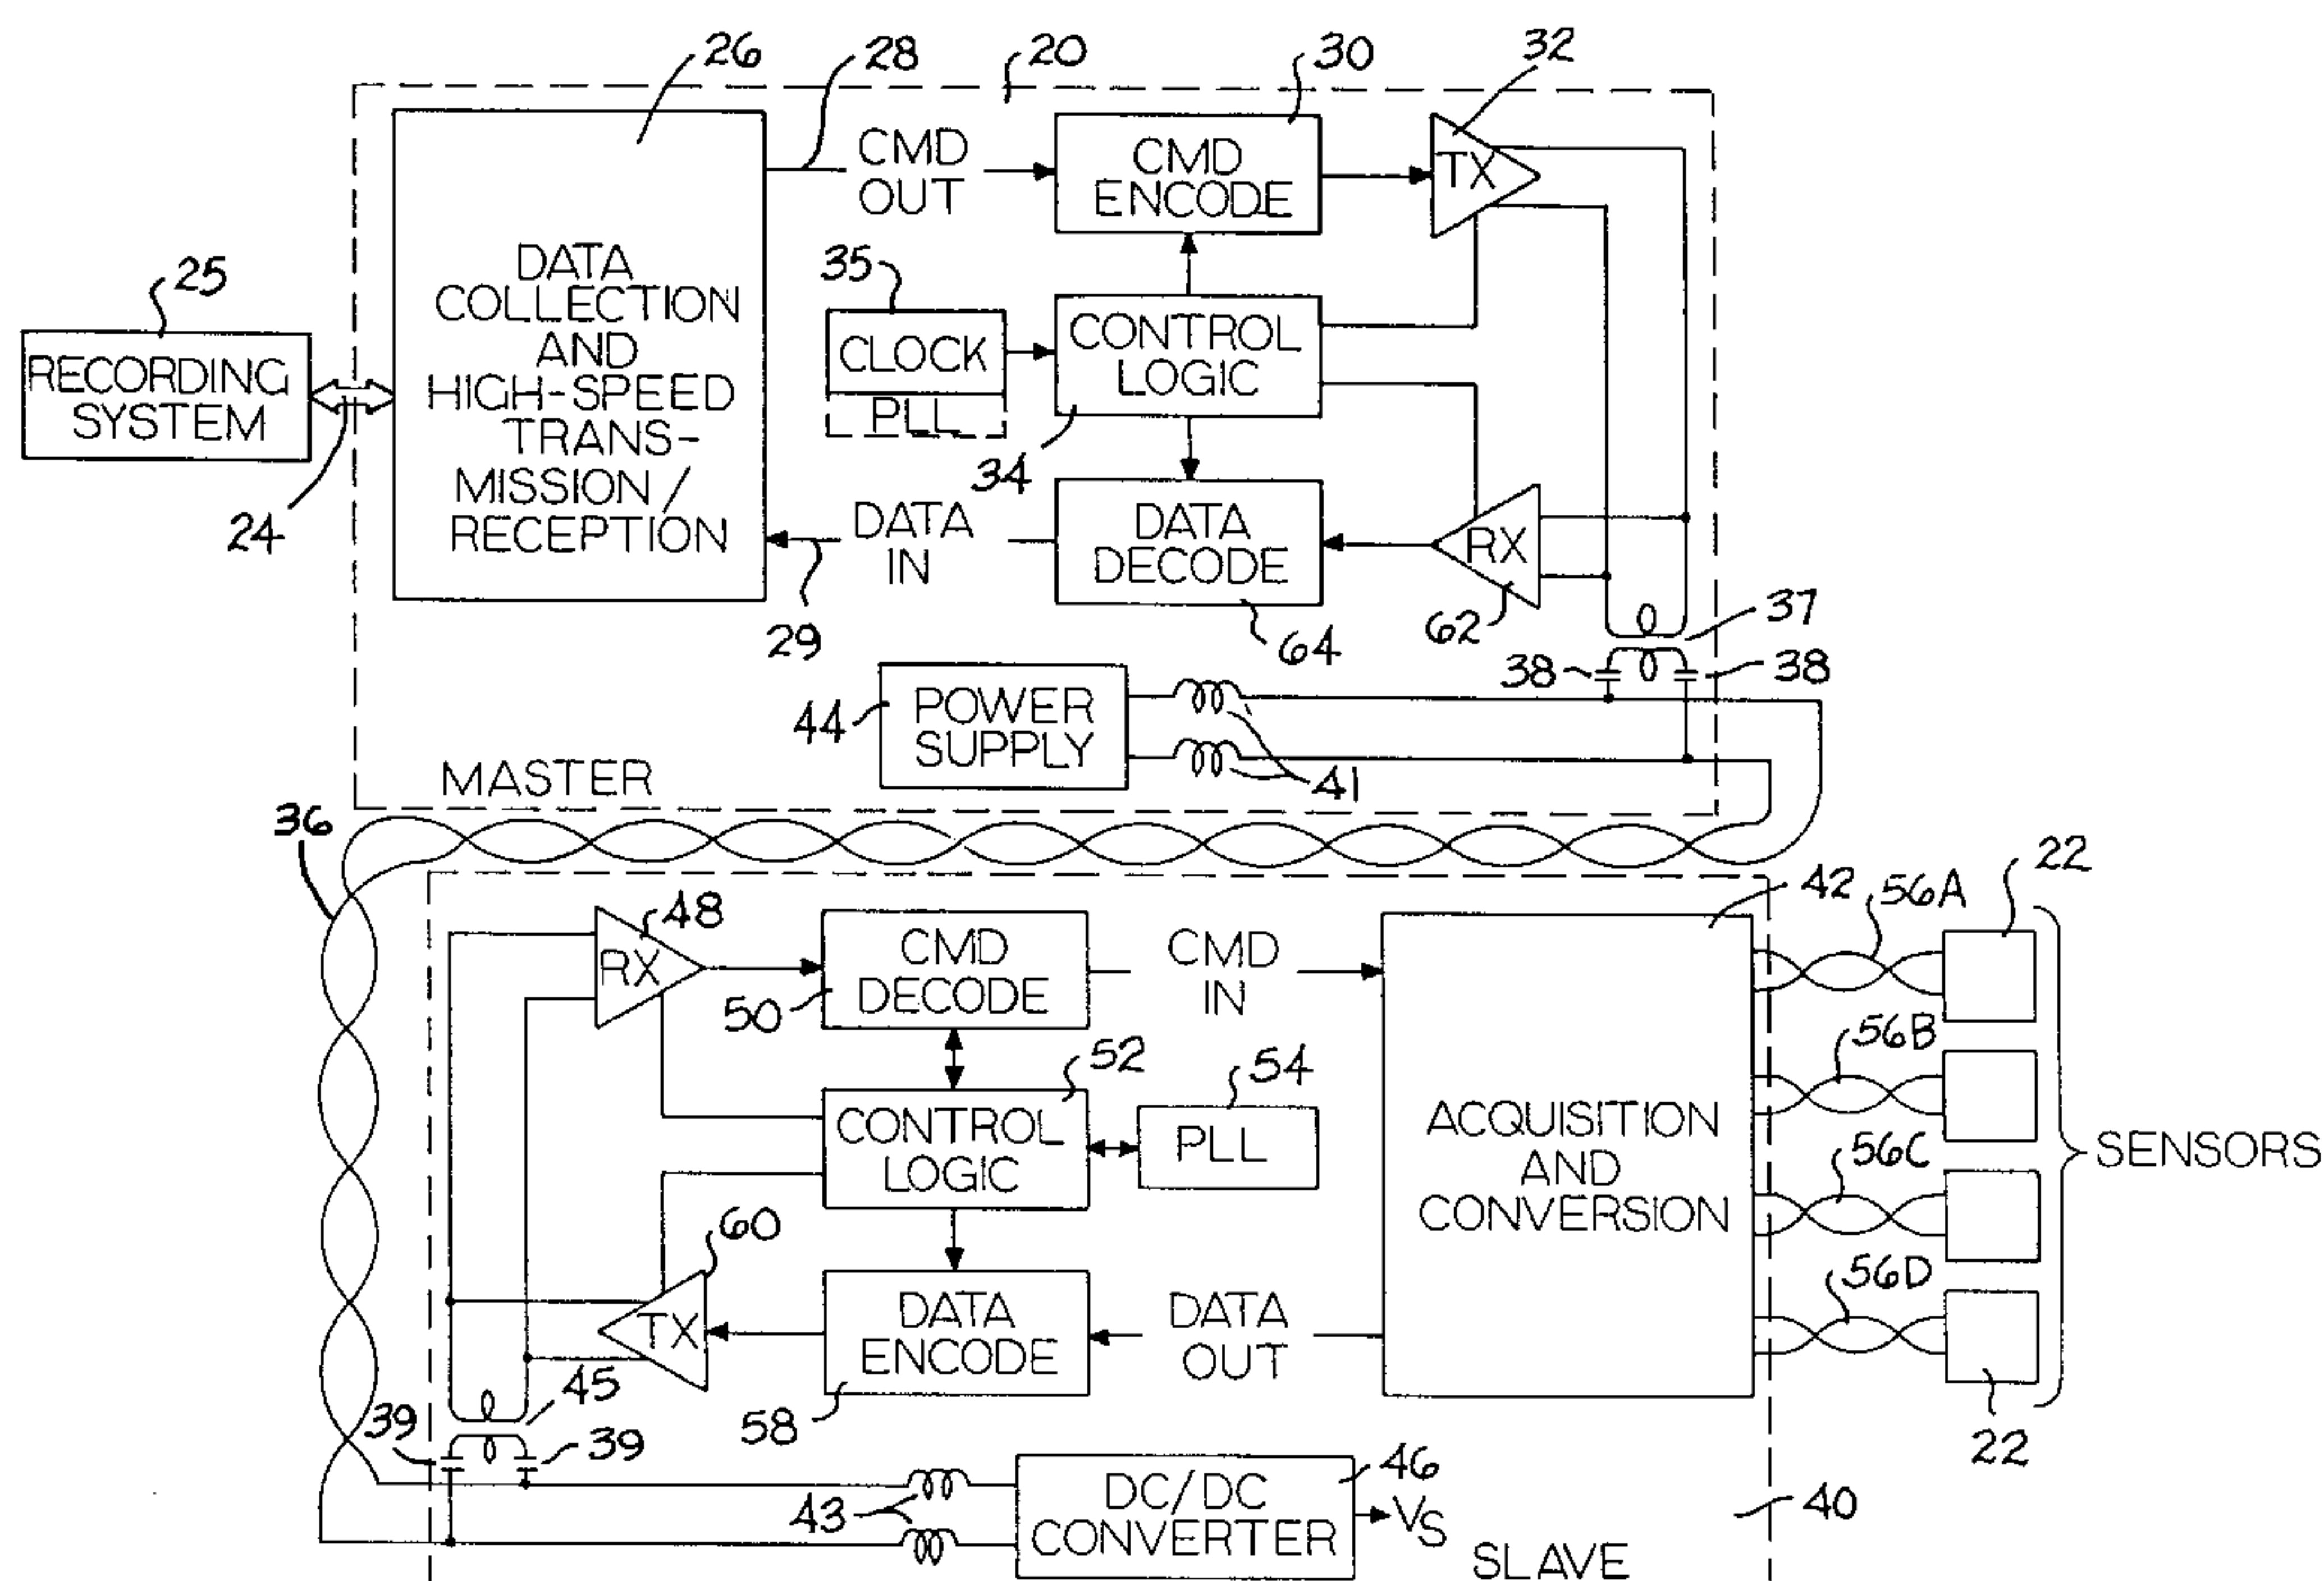 26
28
20
30
32
CMD
OUT
CMD
ENCODE
TX
25
RECORDING
SYSTEM
24
DATA
COLLECTION
AND
HIGH-SPEED
TRANS-
MISSION/
RECEPTION
35
CLOCK
PLL
CONTROL
LOGIC
34
DATA
IN
29
DATA
DECODE
64
RX
62
37
38
38
44
POWER
SUPPLY
41
MASTER
36
48
RX
50
CMD
DECODE
CMD
IN
42
56A
22
56B
52
CONTROL
LOGIC
54
PLL
ACQUISITION
AND
CONVERSION
56C
SENSORS
60
TX
56D
DATA
ENCODE
58
DATA
OUT
22
45
39
39
43
DC/DC
CONVERTER
46
VS
40
SLAVE